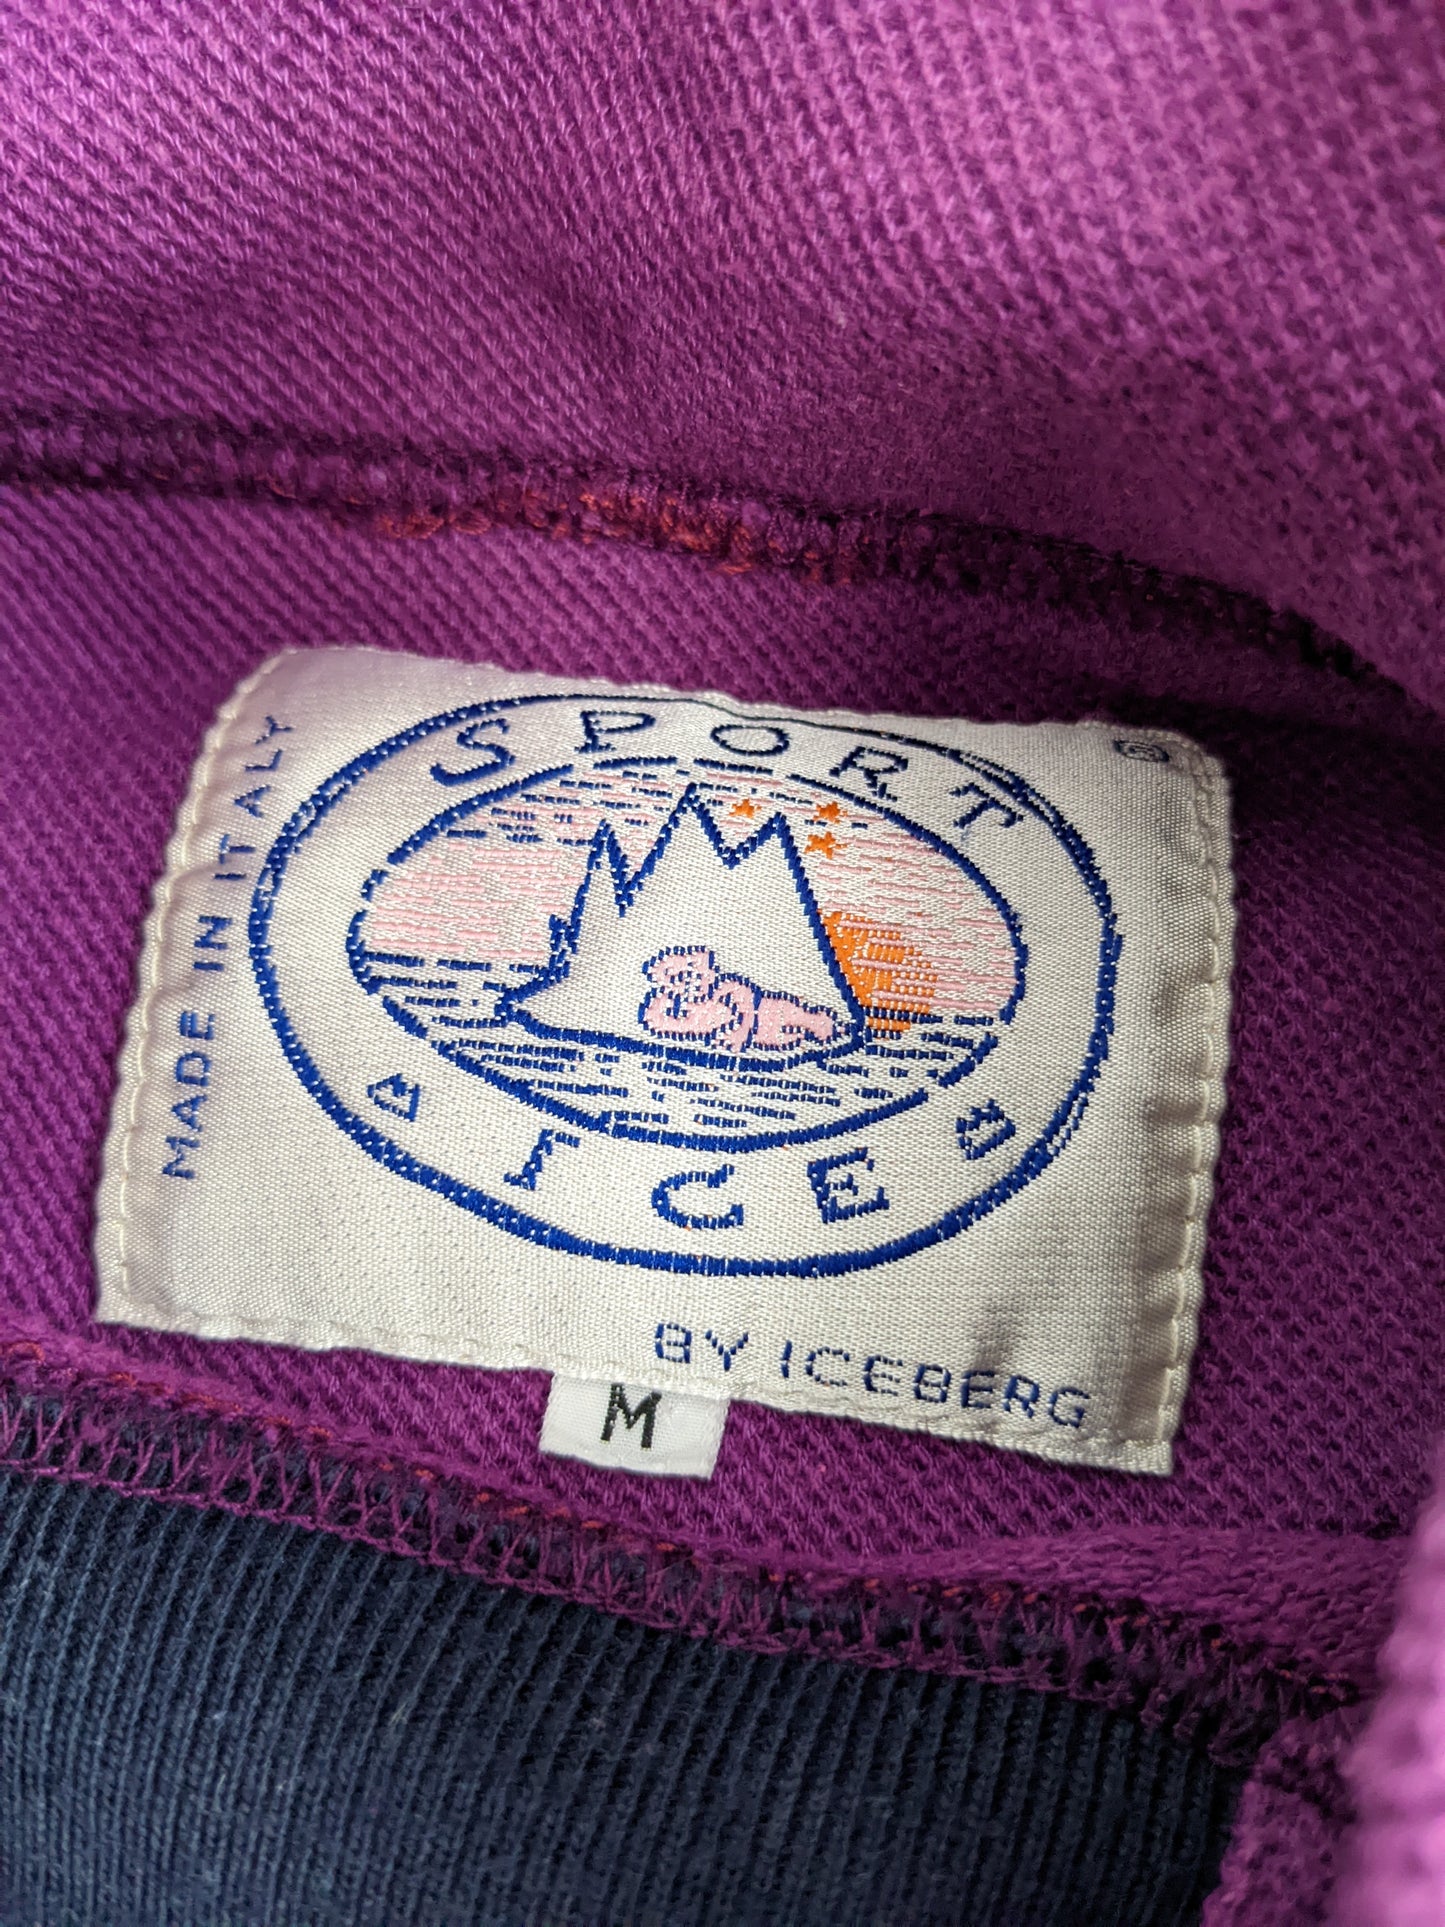 SPORT
ICE
MADE IN ITALY
BY ICEBERG
M